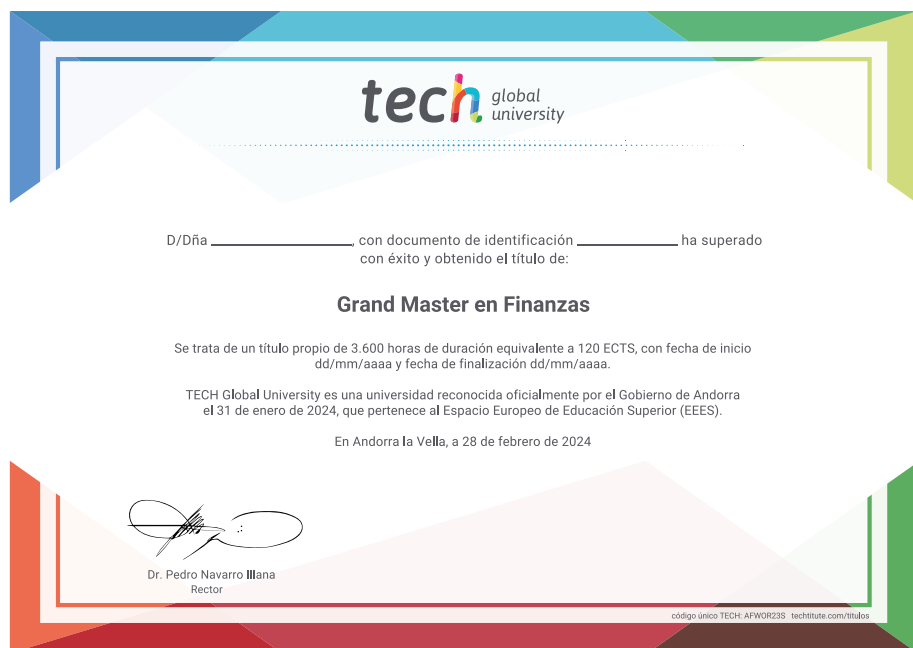 tech global university
D/Dña ____________, con documento de identificación ____________ ha superado
con éxito y obtenido el título de:
Grand Master en Finanzas
Se trata de un título propio de 3.600 horas de duración equivalente a 120 ECTS, con fecha de inicio
dd/mm/aaaa y fecha de finalización dd/mm/aaaa.
TECH Global University es una universidad reconocida oficialmente por el Gobierno de Andorra
el 31 de enero de 2024, que pertenece al Espacio Europeo de Educación Superior (EEES).
En Andorra la Vella, a 28 de febrero de 2024
Dr. Pedro Navarro Illana
Rector
código único TECH: AFWOR23S techtitute.com/titulos